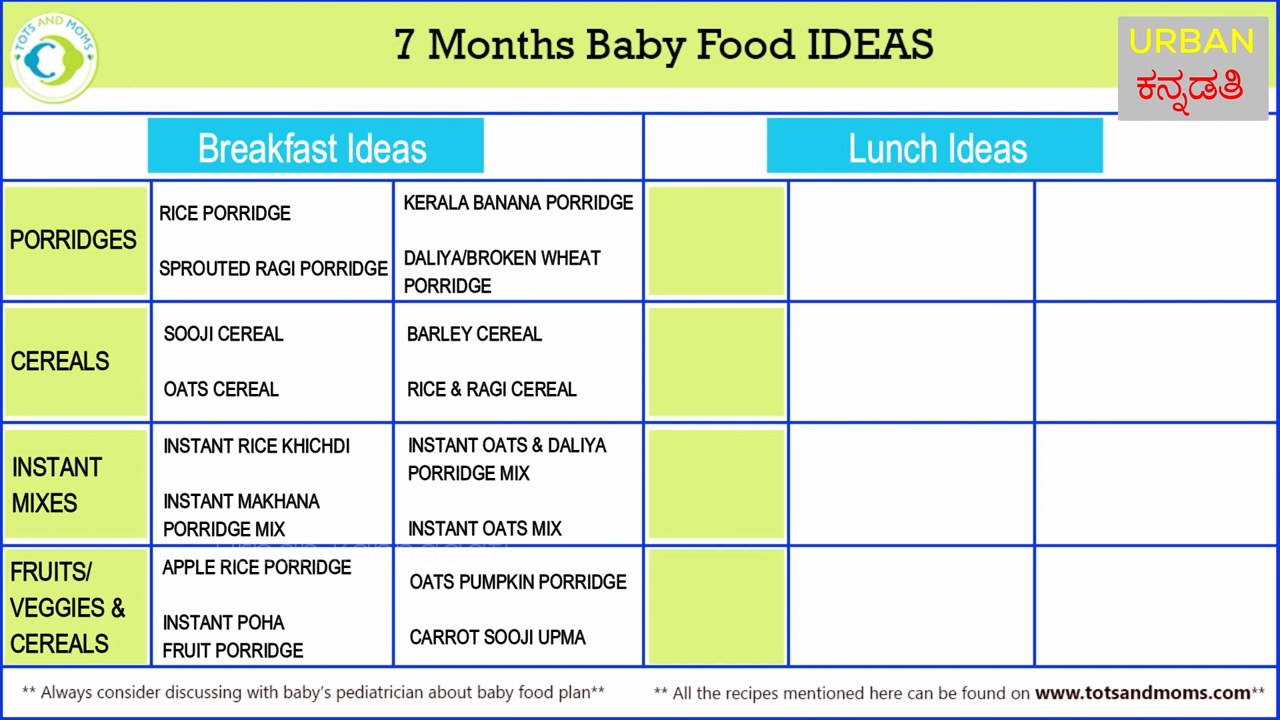 TOTS AND MOMS
7 Months Baby Food IDEAS
URBAN
ಕನ್ನಡತಿ
Breakfast Ideas
Lunch Ideas
PORRIDGES
RICE PORRIDGE
SPROUTED RAGI PORRIDGE
KERALA BANANA PORRIDGE
DALIYA/BROKEN WHEAT
PORRIDGE
CEREALS
SOOJI CEREAL
OATS CEREAL
BARLEY CEREAL
RICE & RAGI CEREAL
INSTANT
MIXES
INSTANT RICE KHICHDI
INSTANT MAKHANA
PORRIDGE MIX
INSTANT OATS & DALIYA
PORRIDGE MIX
INSTANT OATS MIX
FRUITS/
VEGGIES &
CEREALS
APPLE RICE PORRIDGE
INSTANT POHA
FRUIT PORRIDGE
OATS PUMPKIN PORRIDGE
CARROT SOOJI UPMA
** Always consider discussing with baby's pediatrician about baby food plan**
** All the recipes mentioned here can be found on www.totsandmoms.com**